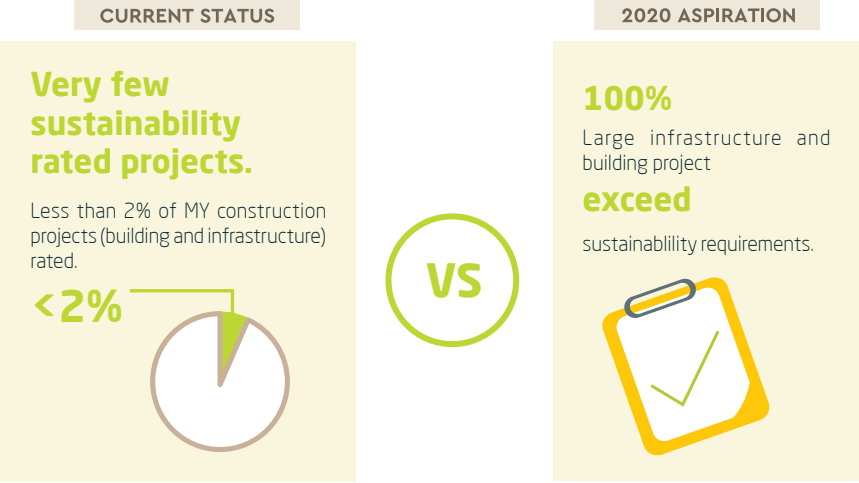 CURRENT STATUS
Very few
sustainability
rated projects.
Less than 2% of MY construction
projects (building and infrastructure)
rated.
<2%
VS
2020 ASPIRATION
100%
Large infrastructure and
building project
exceed
sustainablility requirements.